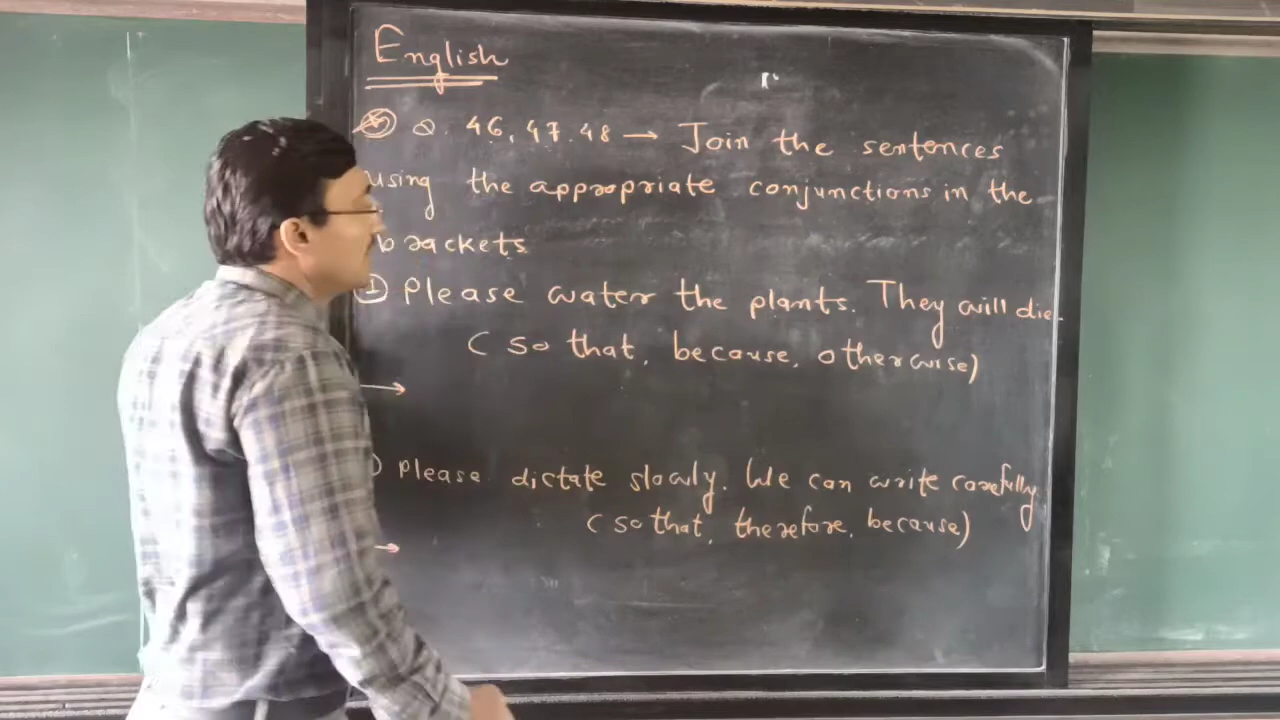 English
Q. 46, 47. 48 → Join the sentences
using the appropriate conjunctions in the
brackets
① Please water the plants. They will die.
( so that, because, otherwise)
→
) Please dictate slowly. We can write carefully
( so that, therefore, because)
→